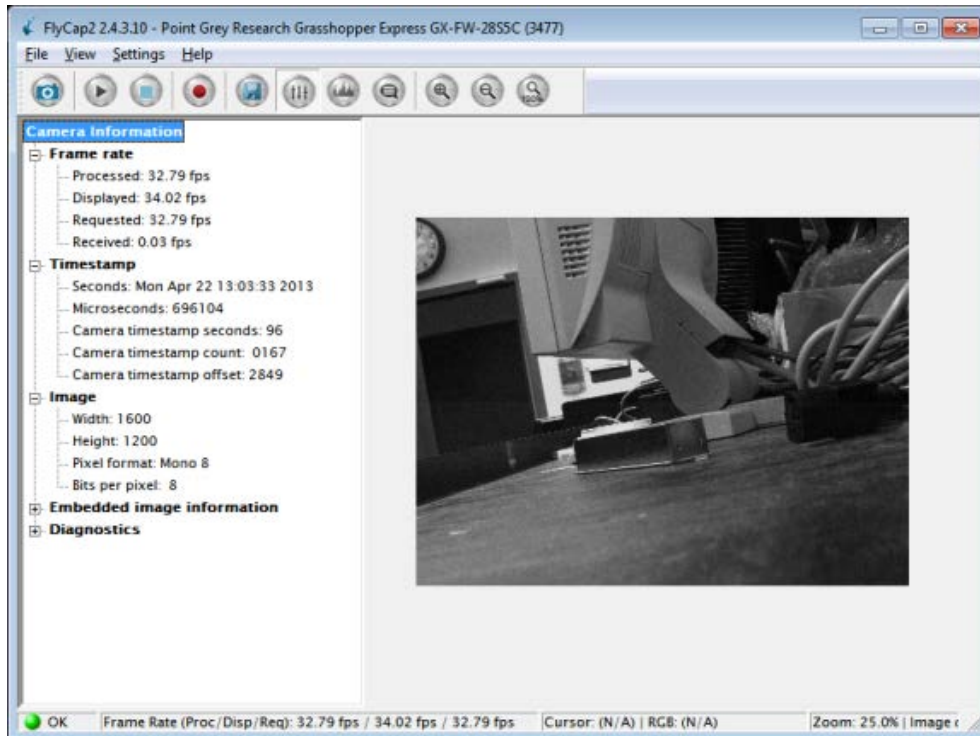 FlyCap2 2.4.3.10 - Point Grey Research Grasshopper Express GX-FW-28S5C (3477)
File View Settings Help
100%
Camera Information
Frame rate
Processed: 32.79 fps
Displayed: 34.02 fps
Requested: 32.79 fps
Received: 0.03 fps
Timestamp
Seconds: Mon Apr 22 13:03:33 2013
Microseconds: 696104
Camera timestamp seconds: 96
Camera timestamp count: 0167
Camera timestamp offset: 2849
Image
Width: 1600
Height: 1200
Pixel format: Mono 8
Bits per pixel: 8
Embedded image information
Diagnostics
OK Frame Rate (Proc/Disp/Req): 32.79 fps / 34.02 fps / 32.79 fps Cursor: (N/A) | RGB: (N/A) Zoom: 25.0% | Image